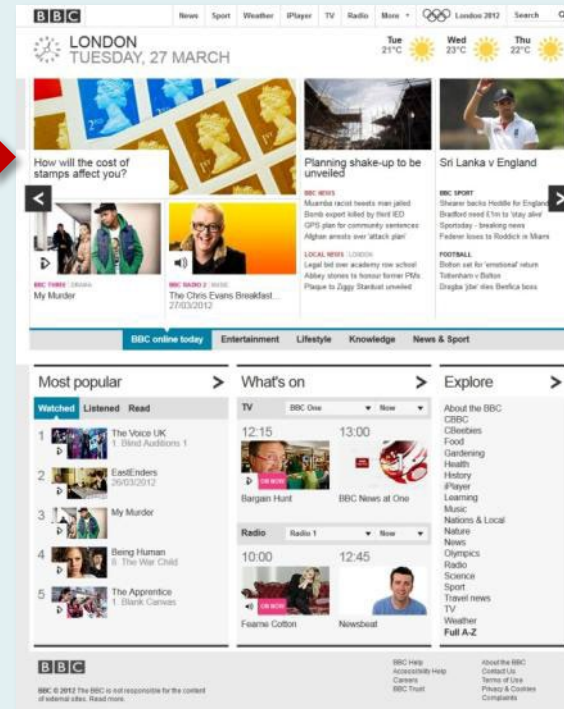 BBC News Sport Weather iPlayer TV Radio More London 2012 Search
LONDON
TUESDAY, 27 MARCH
Tue
21°C
Wed
23°C
Thu
22°C
How will the cost of
stamps affect you?
BBC THREE DRAMA
My Murder
BBC RADIO 2 MUSIC
The Chris Evans Breakfast...
27/03/2012
Planning shake-up to be
unveiled
BBC NEWS
Muamba racist tweets man jailed
Bomb expert killed by third IED
GPS plan for community sentences
Afghan arrests over 'attack plan'
LOCAL NEWS LONDON
Legal bid over academy row school
Abbey stones to honour former PMs
Plaque to Ziggy Stardust unveiled
Sri Lanka v England
BBC SPORT
Shearer backs Hoddle for England
Bradford need £1m to 'stay alive'
Sportsday - breaking news
Federer loses to Roddick in Miami
FOOTBALL
Bolton set for 'emotional' return
Tottenham v Bolton
Drogba 'jibe' riles Benfica boss
BBC online today Entertainment Lifestyle Knowledge News & Sport
Most popular
Watched Listened Read
1 The Voice UK
1. Blind Auditions 1
2 EastEnders
26/03/2012
3 My Murder
4 Being Human
8. The War Child
5 The Apprentice
1. Blank Canvas
What's on
TV BBC One Now
12:15 13:00
ON NOW
Bargain Hunt BBC News at One
Radio Radio 1 Now
10:00 12:45
ON NOW
Fearne Cotton Newsbeat
Explore
About the BBC
CBBC
CBeebies
Food
Gardening
Health
History
iPlayer
Learning
Music
Nations & Local
Nature
News
Olympics
Radio
Science
Sport
Travel news
TV
Weather
Full A-Z
BBC
BBC © 2012 The BBC is not responsible for the content
of external sites. Read more.
BBC Help
Accessibility Help
Careers
BBC Trust
About the BBC
Contact Us
Terms of Use
Privacy & Cookies
Complaints